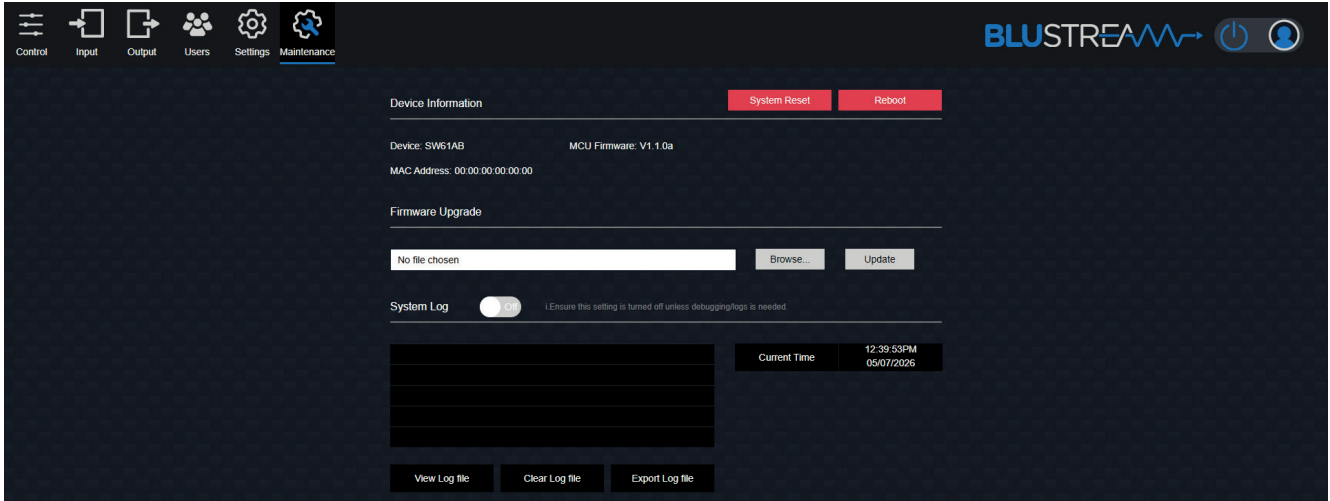 Control Input Output Users Settings Maintenance
BLUSTREAM
Device Information System Reset Reboot
Device: SW61AB MCU Firmware: V1.1.0a
MAC Address: 00:00:00:00:00:00
Firmware Upgrade
No file chosen Browse... Update
System Log Off i.Ensure this setting is turned off unless debugging/logs is needed.
Current Time 12:39:53PM
05/07/2026
View Log file Clear Log file Export Log file